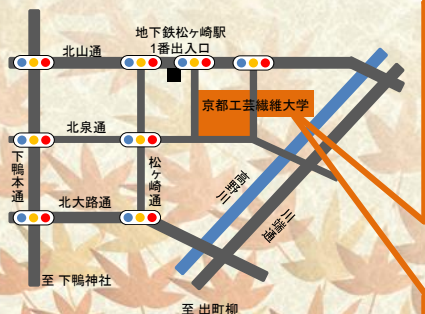 地下鉄松ヶ崎駅
1番出入口
北山通
京都工芸繊維大学
北泉通
下鴨本通
松ヶ崎通
高野川
北大路通
川端通
至 下鴨神社
至 出町柳